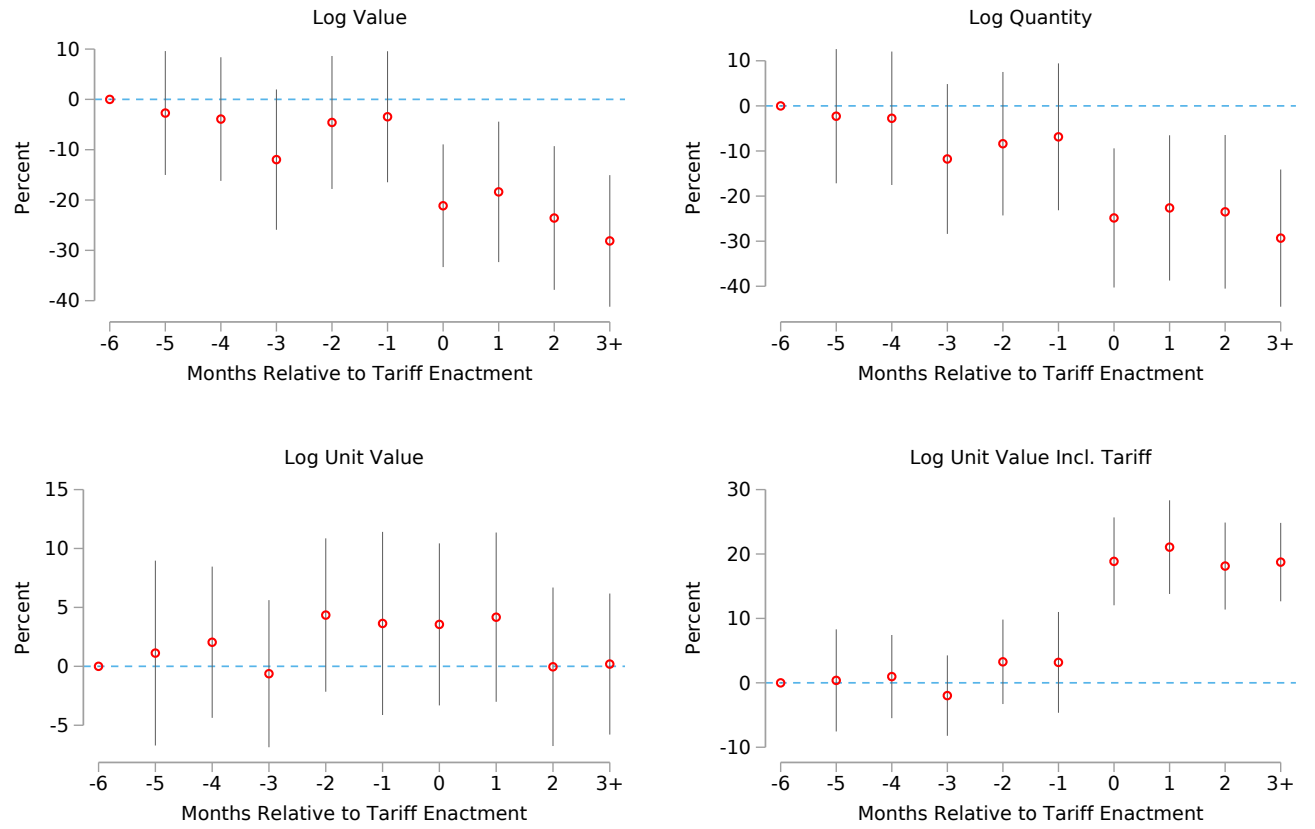 Log Value
Percent
10
0
-10
-20
-30
-40
-6 -5 -4 -3 -2 -1 0 1 2 3+
Months Relative to Tariff Enactment
Log Quantity
Percent
10
0
-10
-20
-30
-40
-6 -5 -4 -3 -2 -1 0 1 2 3+
Months Relative to Tariff Enactment
Log Unit Value
Percent
15
10
5
0
-5
-6 -5 -4 -3 -2 -1 0 1 2 3+
Months Relative to Tariff Enactment
Log Unit Value Incl. Tariff
Percent
30
20
10
0
-10
-6 -5 -4 -3 -2 -1 0 1 2 3+
Months Relative to Tariff Enactment